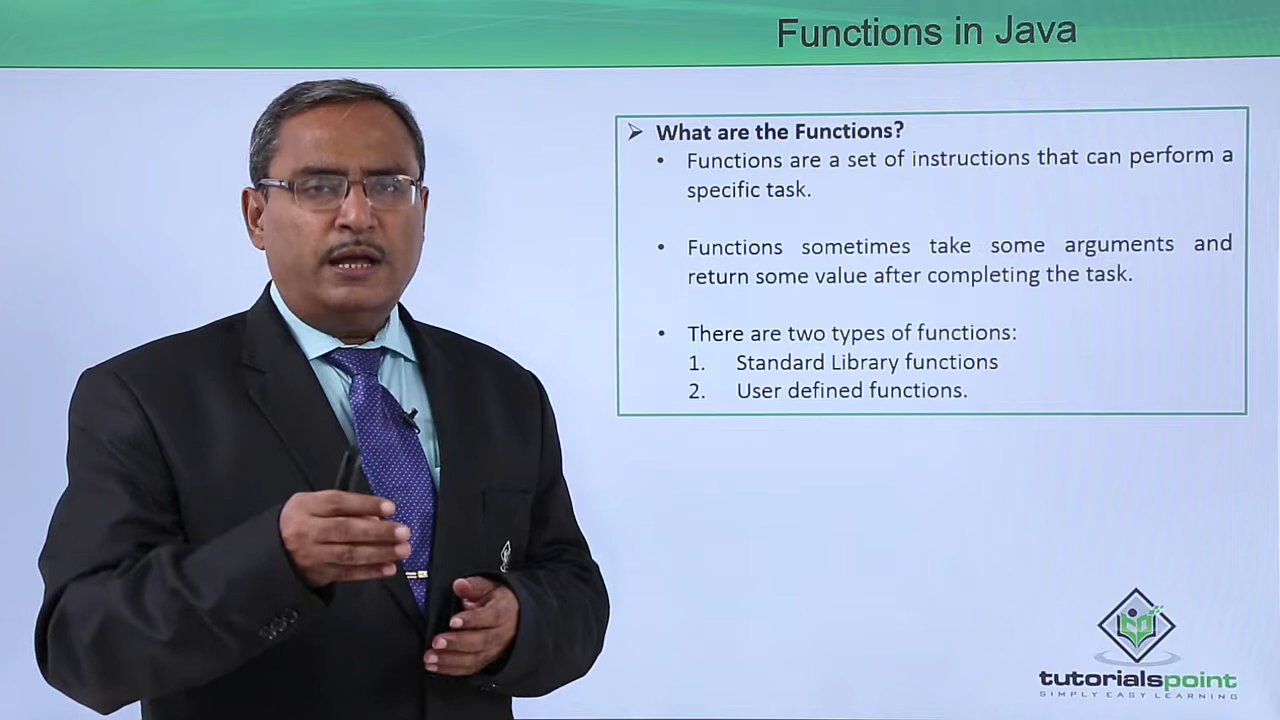 Functions in Java
➢ What are the Functions?
• Functions are a set of instructions that can perform a
specific task.
• Functions sometimes take some arguments and
return some value after completing the task.
• There are two types of functions:
1. Standard Library functions
2. User defined functions.
tutorialspoint
SIMPLY EASY LEARNING